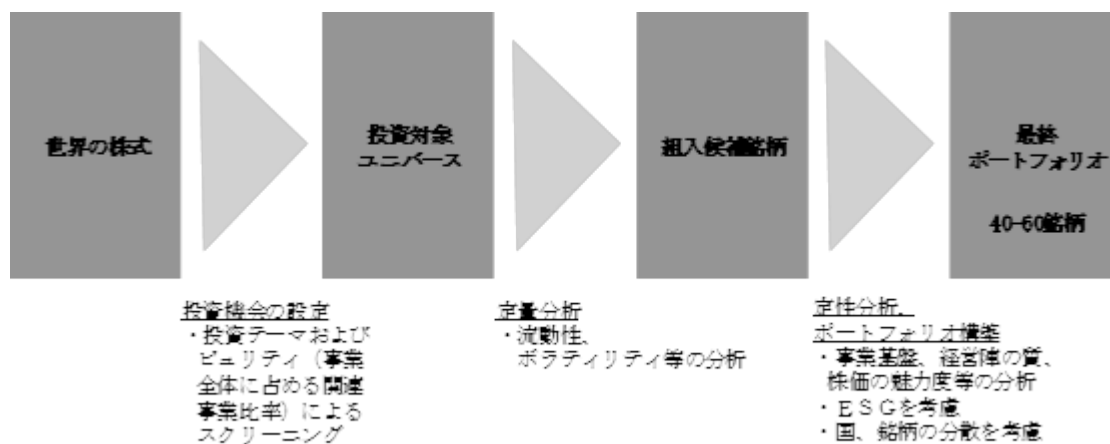 世界の株式
投資対象
ユニバース
組入候補銘柄
最終
ポートフォリオ
40-60銘柄
投資機会の設定
・投資テーマおよび
ピュリティ（事業
全体に占める関連
事業比率）による
スクリーニング
定量分析
・流動性、
ボラティリティ等の分析
定性分析、
ポートフォリオ構築
・事業基盤、経営陣の質、
株価の魅力度等の分析
・ＥＳＧを考慮
・国、銘柄の分散を考慮